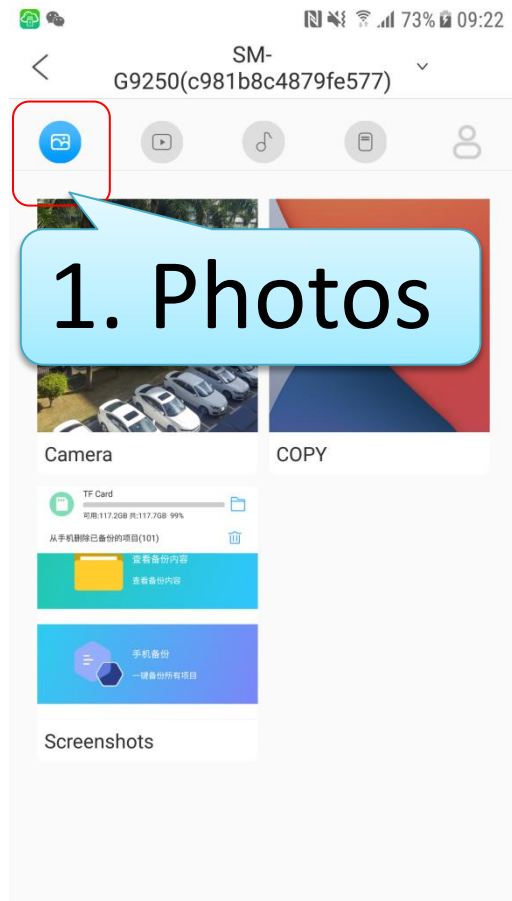 73% 09:22
SM-
G9250(c981b8c4879fe577)
1. Photos
Camera
COPY
TF Card
可用:117.2GB 共:117.7GB 99%
从手机删除已备份的项目(101)
查看备份内容
查看备份内容
手机备份
一键备份所有项目
Screenshots